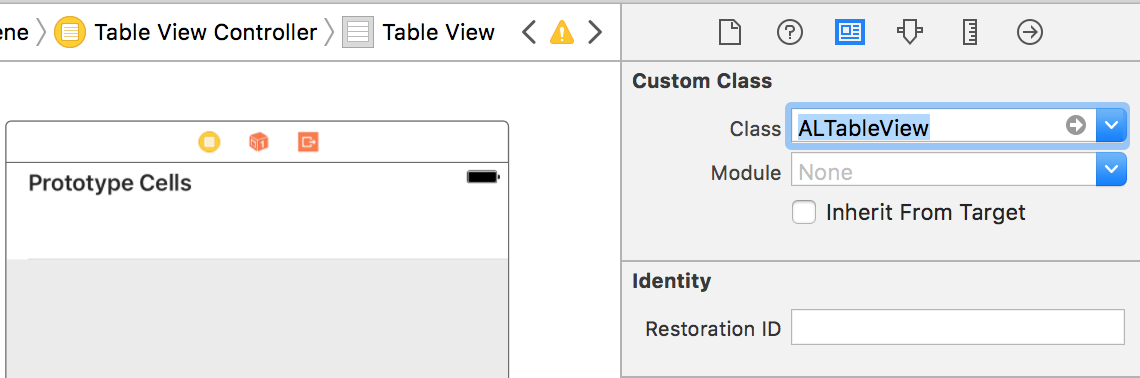 ene Table View Controller Table View
Custom Class
Class ALTableView
Module None
Inherit From Target
Prototype Cells
Identity
Restoration ID